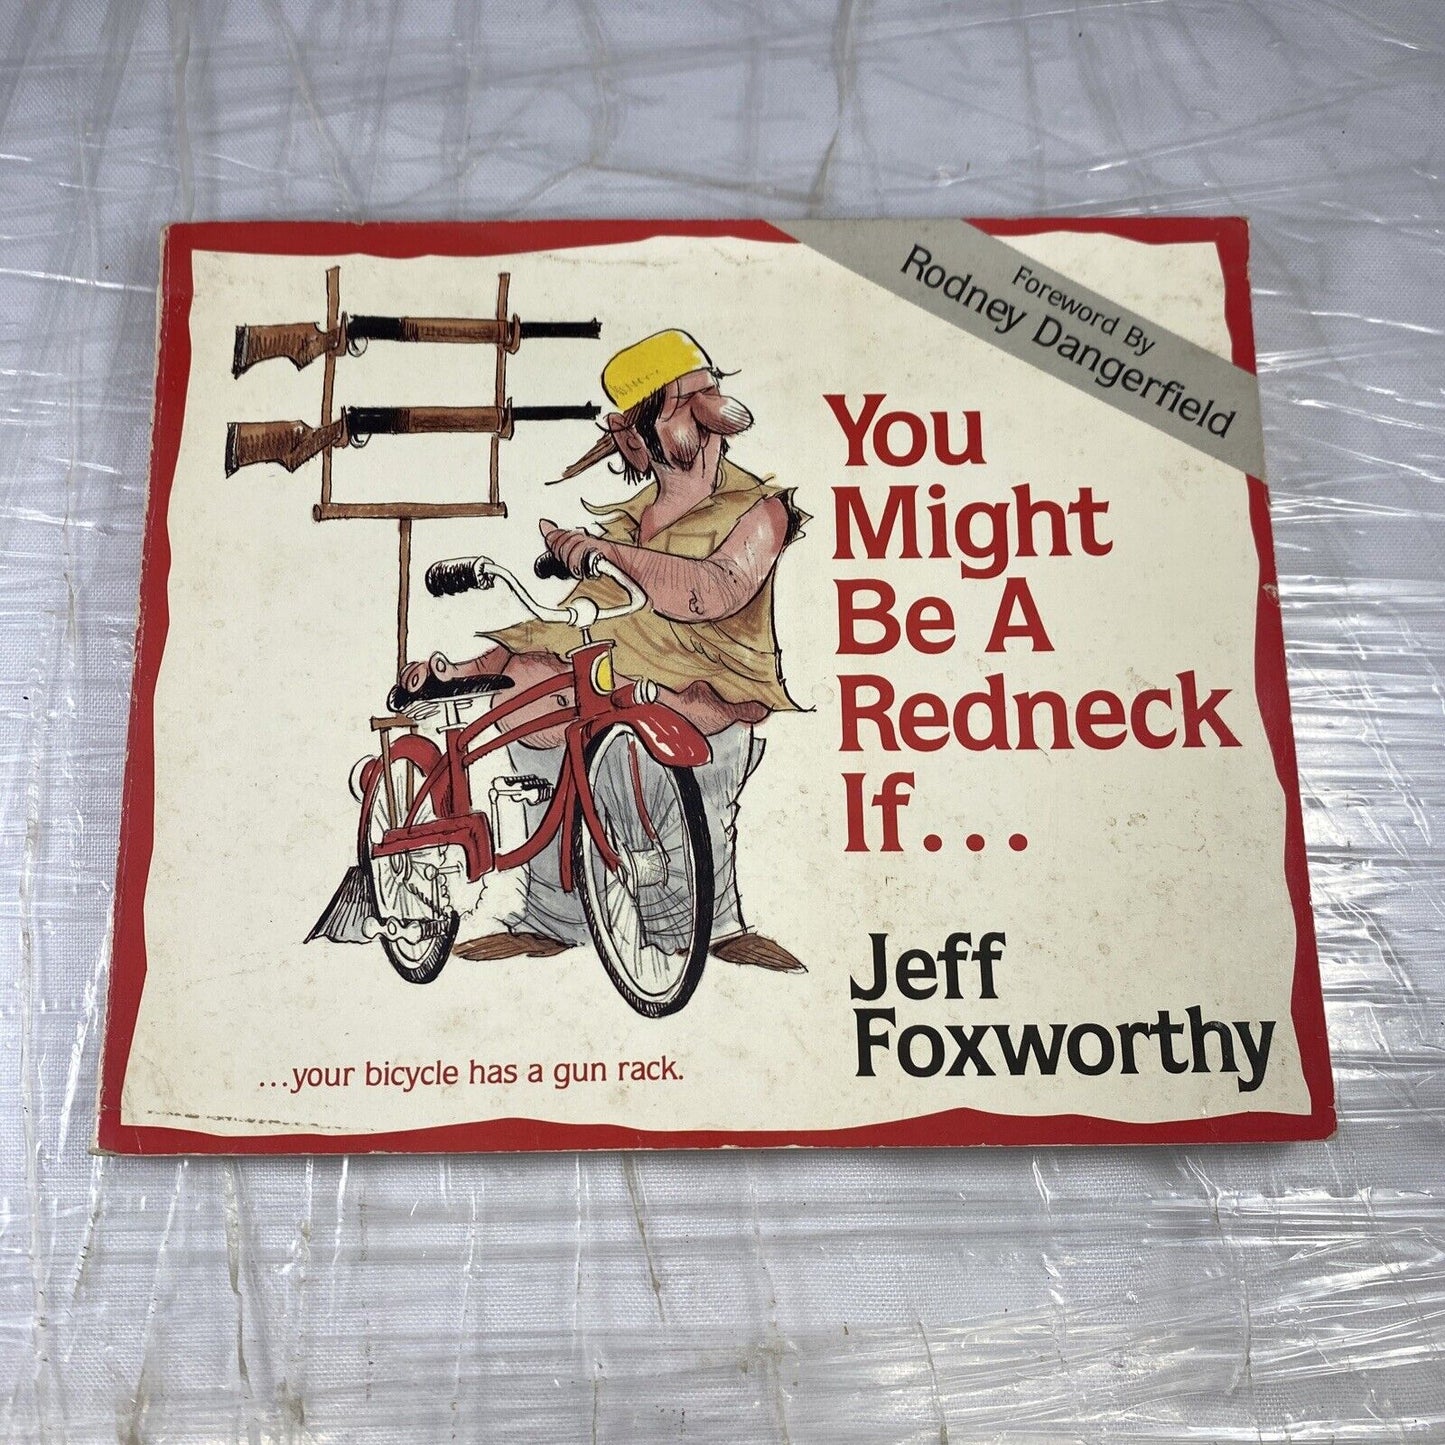 Foreword By
Rodney Dangerfield
You
Might
Be A
Redneck
If...
Jeff
Foxworthy
...your bicycle has a gun rack.